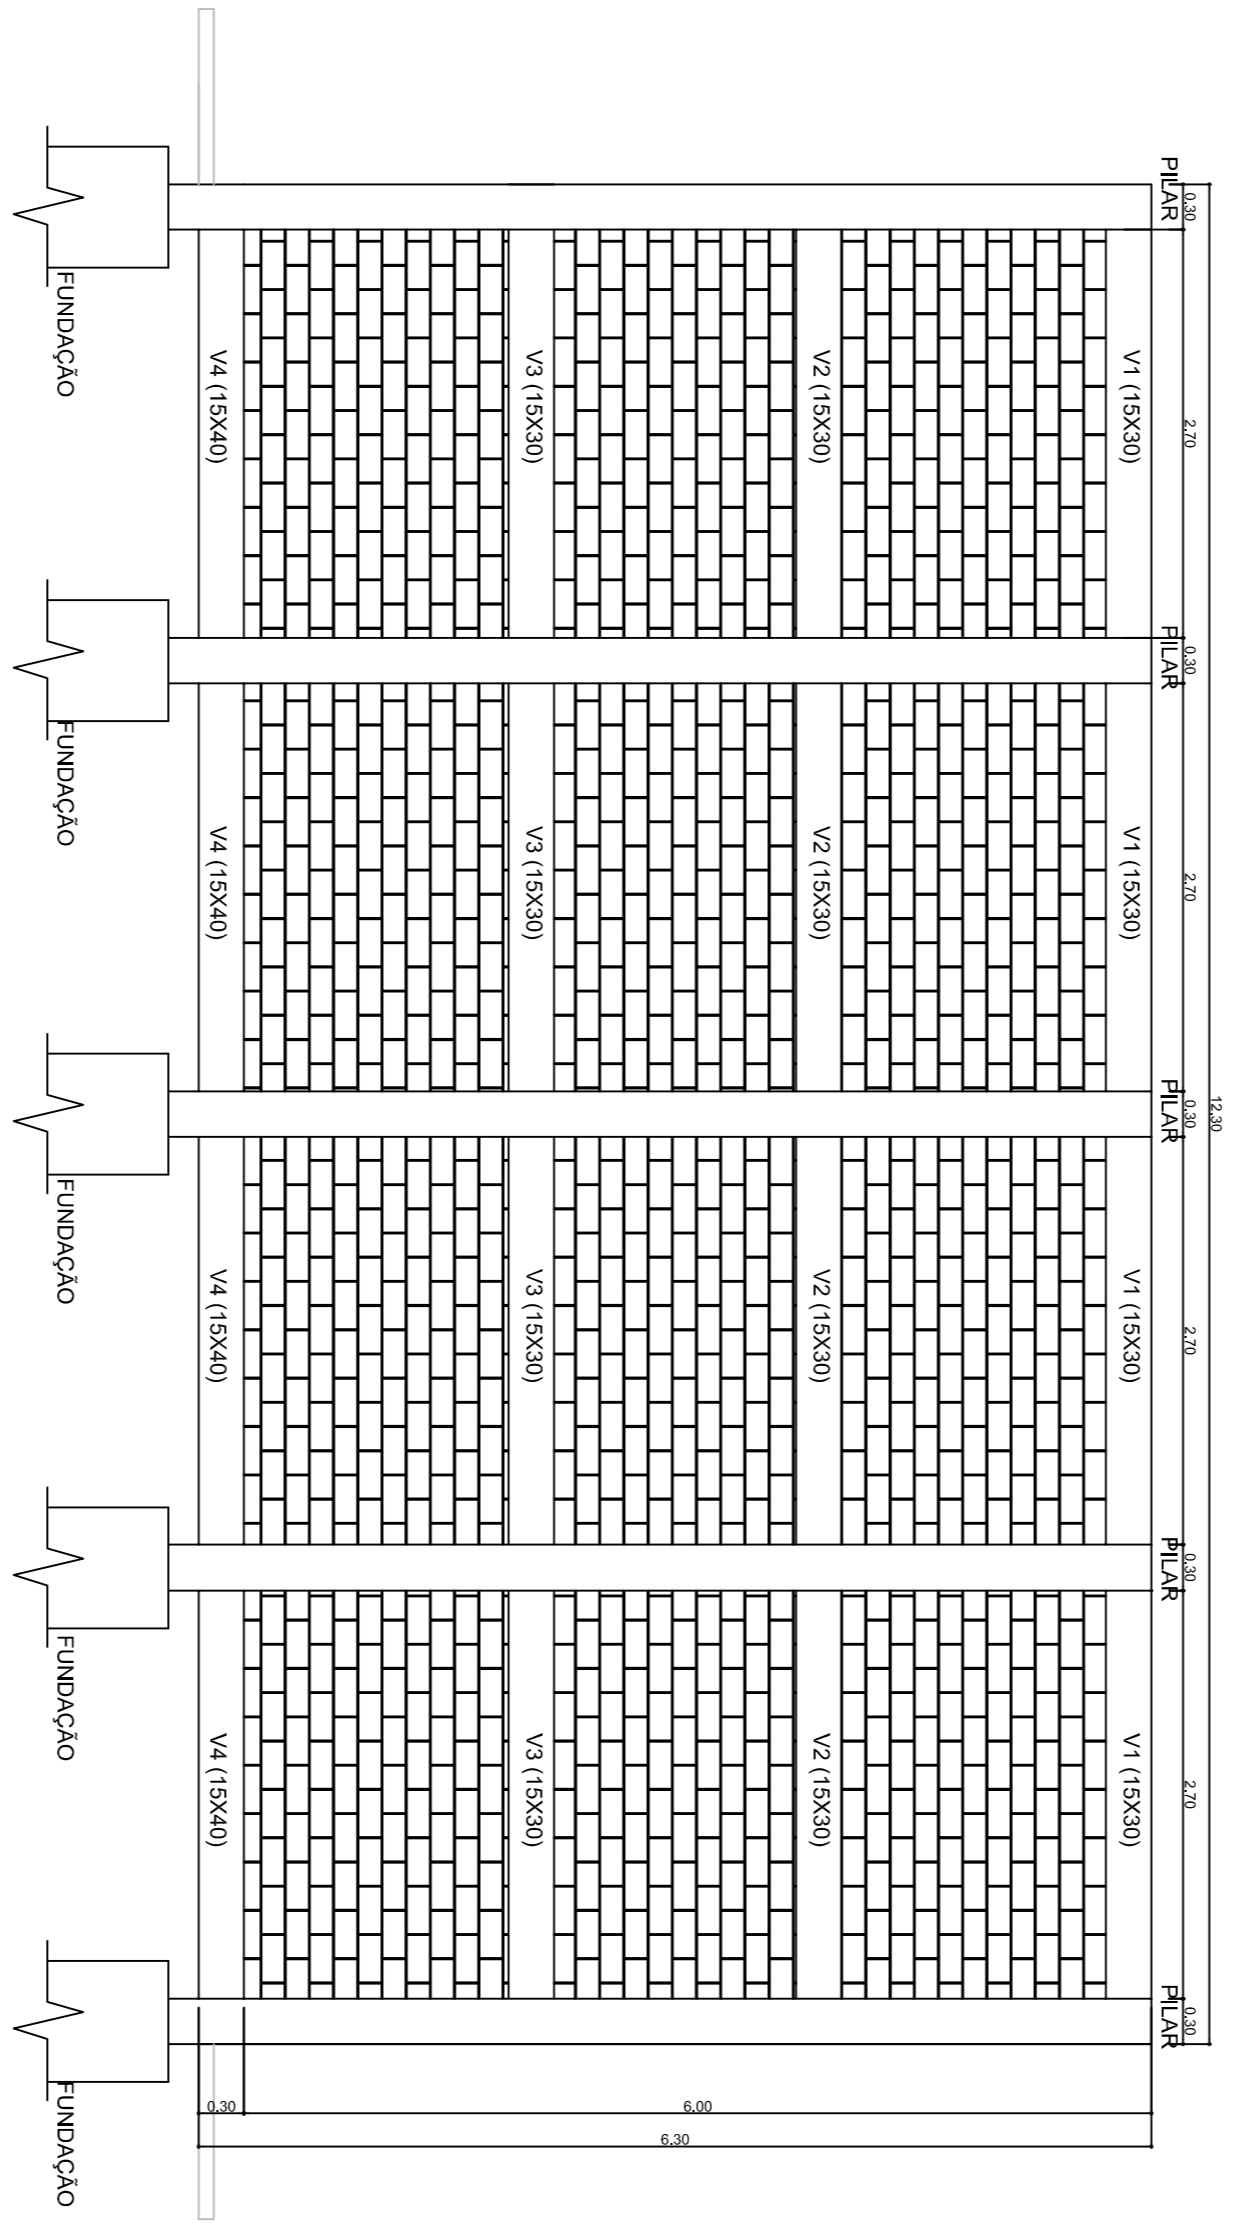 12.30
0.30
2.70
0.30
2.70
0.30
2.70
0.30
2.70
0.30
PILAR
PILAR
PILAR
PILAR
PILAR
V1 (15X30)
V1 (15X30)
V1 (15X30)
V1 (15X30)
V2 (15X30)
V2 (15X30)
V2 (15X30)
V2 (15X30)
V3 (15X30)
V3 (15X30)
V3 (15X30)
V3 (15X30)
V4 (15X40)
V4 (15X40)
V4 (15X40)
V4 (15X40)
6.00
0.30
6.30
FUNDAÇÃO
FUNDAÇÃO
FUNDAÇÃO
FUNDAÇÃO
FUNDAÇÃO